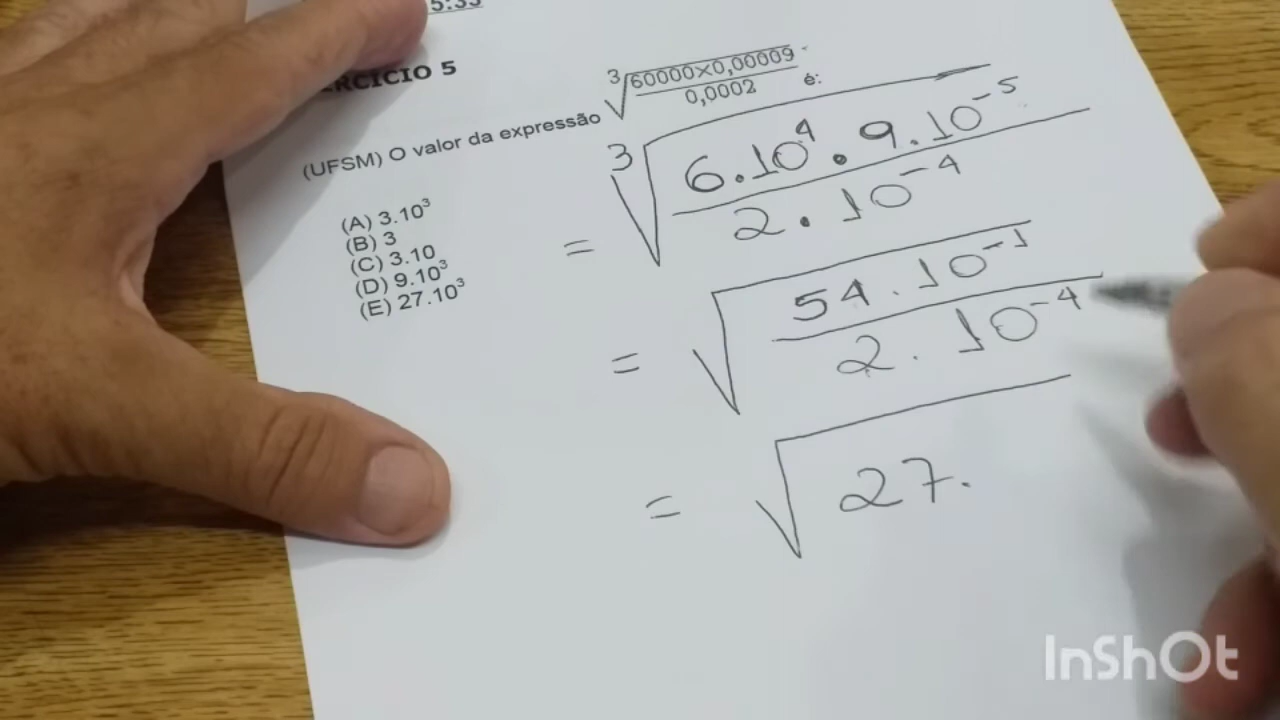 5:33
ERCÍCIO 5
(UFSM) O valor da expressão ∛(60000×0,00009/0,0002) é:
(A) 3.10³
(B) 3
(C) 3.10
(D) 9.10³
(E) 27.10³
= ∛(6.10⁴.9.10⁻⁵/2.10⁻⁴)
= √(54.10⁻¹/2.10⁻⁴)
= √27.
InShOt